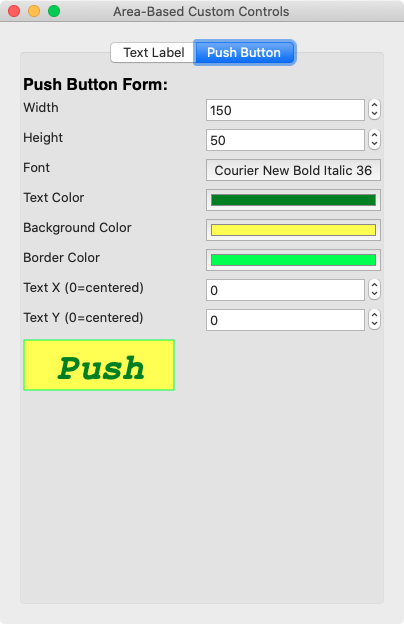 Area-Based Custom Controls
Text Label Push Button
Push Button Form:
Width 150
Height 50
Font Courier New Bold Italic 36
Text Color
Background Color
Border Color
Text X (0=centered) 0
Text Y (0=centered) 0
Push